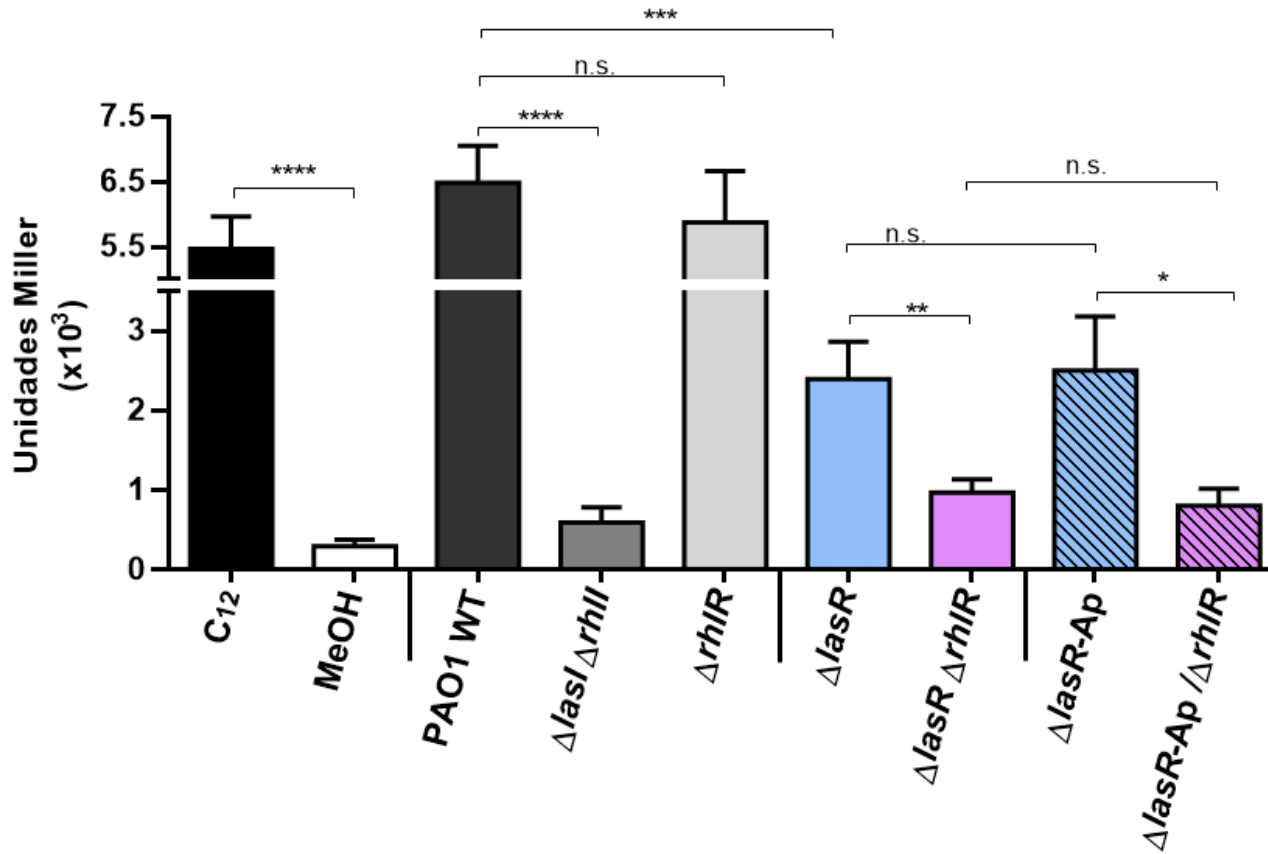 ***
n.s.
****
****
n.s.
n.s.
*
**
Unidades Miller
(x10³)
7.5
6.5
5.5
3
2
1
0
C₁₂
MeOH
PAO1 WT
ΔlasI ΔrhlI
ΔrhlR
ΔlasR
ΔlasR ΔrhlR
ΔlasR-Ap
ΔlasR-Ap /ΔrhlR